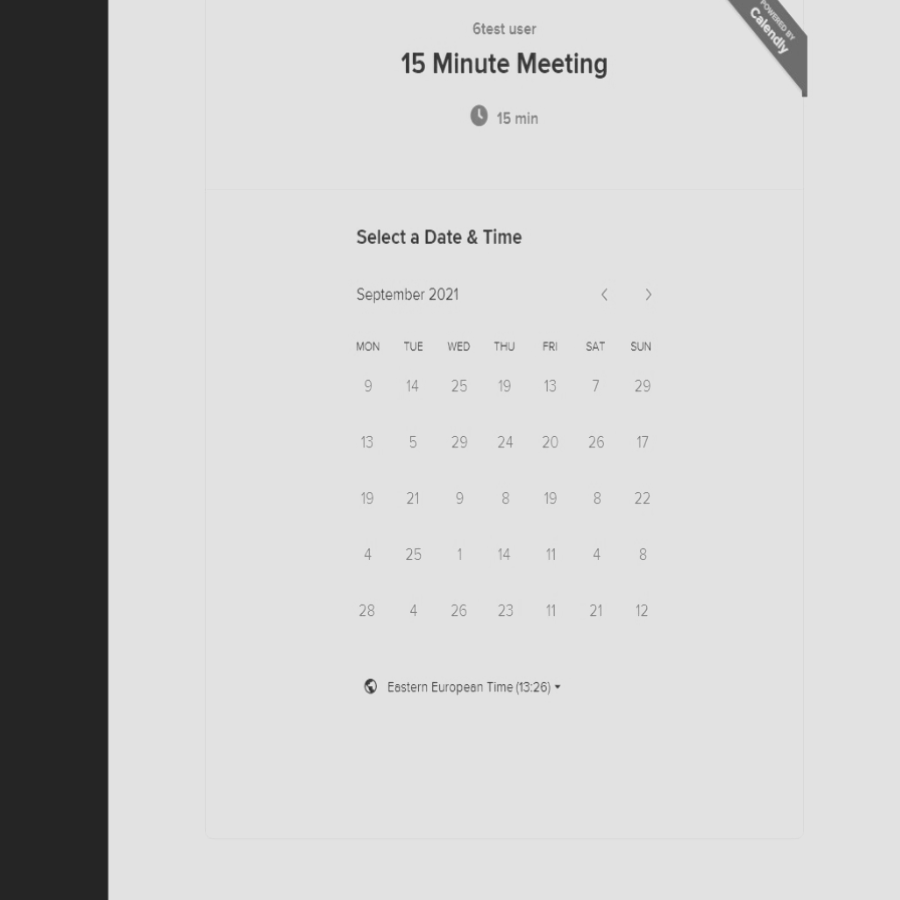 6test user
POWERED BY
Calendly
15 Minute Meeting
15 min
Select a Date & Time
September 2021
MON TUE WED THU FRI SAT SUN
9 14 25 19 13 7 29
13 5 29 24 20 26 17
19 21 9 8 19 8 22
4 25 1 14 11 4 8
28 4 26 23 11 21 12
Eastern European Time (13:26)